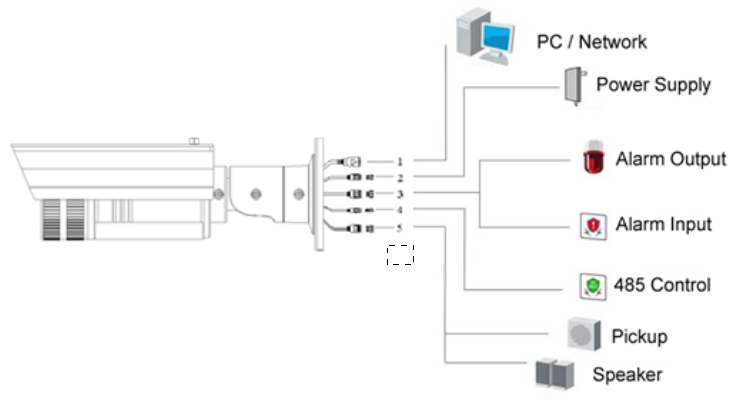 PC / Network
Power Supply
1
2
3
4
5
Alarm Output
Alarm Input
485 Control
Pickup
Speaker